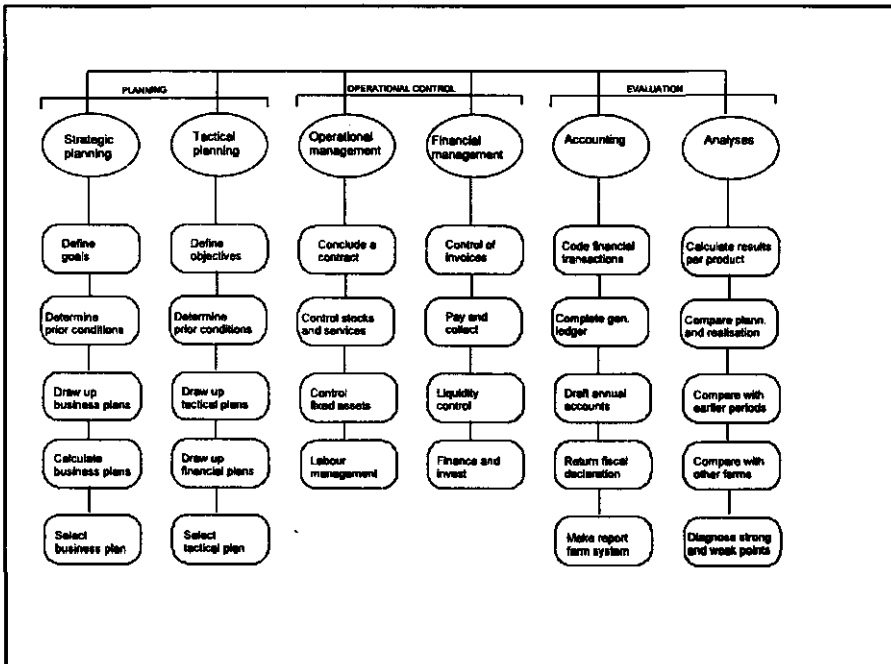 PLANNING
OPERATIONAL CONTROL
EVALUATION
Strategic
planning
Tactical
planning
Operational
management
Financial
management
Accounting
Analyses
Define
goals
Define
objectives
Conclude a
contract
Control of
invoices
Code financial
transactions
Calculate results
per product
Determine
prior conditions
Determine
prior conditions
Control stocks
and services
Pay and
collect
Complete gen.
ledger
Compare plann.
and realisation
Draw up
business plans
Draw up
tactical plans
Control
fixed assets
Liquidity
control
Draft annual
accounts
Compare with
earlier periods
Calculate
business plans
Draw up
financial plans
Labour
management
Finance and
invest
Return fiscal
declaration
Compare with
other farms
Select
business plan
Select
tactical plan
Make report
farm system
Diagnose strong
and weak points